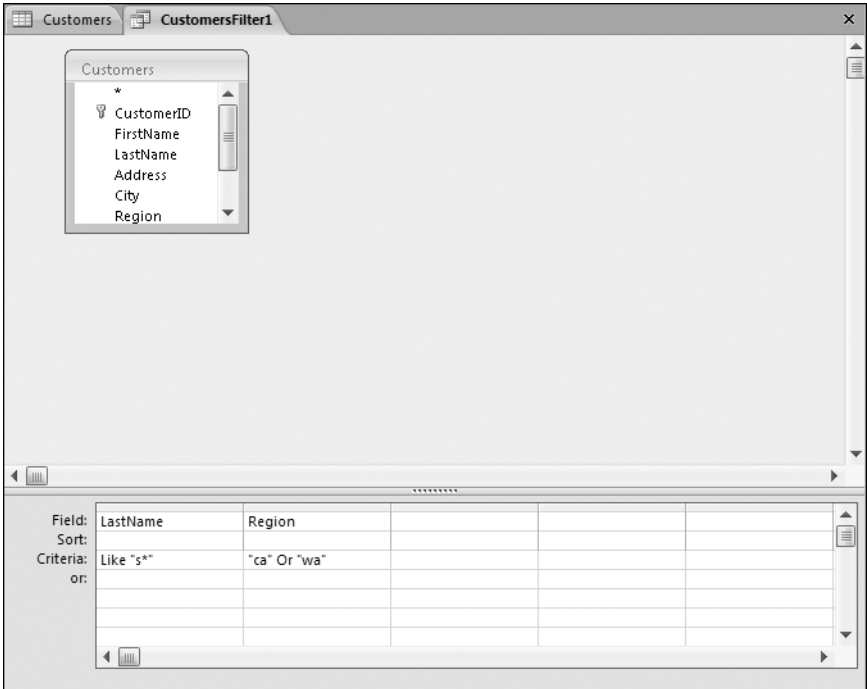 Customers CustomersFilter1
Customers
*
CustomerID
FirstName
LastName
Address
City
Region
Field: LastName Region
Sort:
Criteria: Like "s*" "ca" Or "wa"
or: